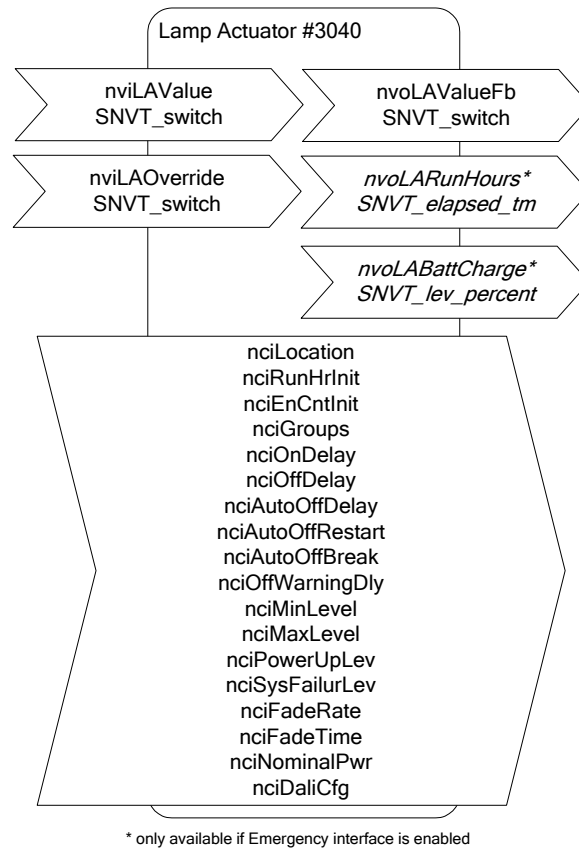 Lamp Actuator #3040
nviLAValue
SNVT_switch
nvoLAValueFb
SNVT_switch
nviLAOverride
SNVT_switch
nvoLARunHours*
SNVT_elapsed_tm
nvoLABattCharge*
SNVT_lev_percent
nciLocation
nciRunHrInit
nciEnCntInit
nciGroups
nciOnDelay
nciOffDelay
nciAutoOffDelay
nciAutoOffRestart
nciAutoOffBreak
nciOffWarningDly
nciMinLevel
nciMaxLevel
nciPowerUpLev
nciSysFailurLev
nciFadeRate
nciFadeTime
nciNominalPwr
nciDaliCfg
* only available if Emergency interface is enabled